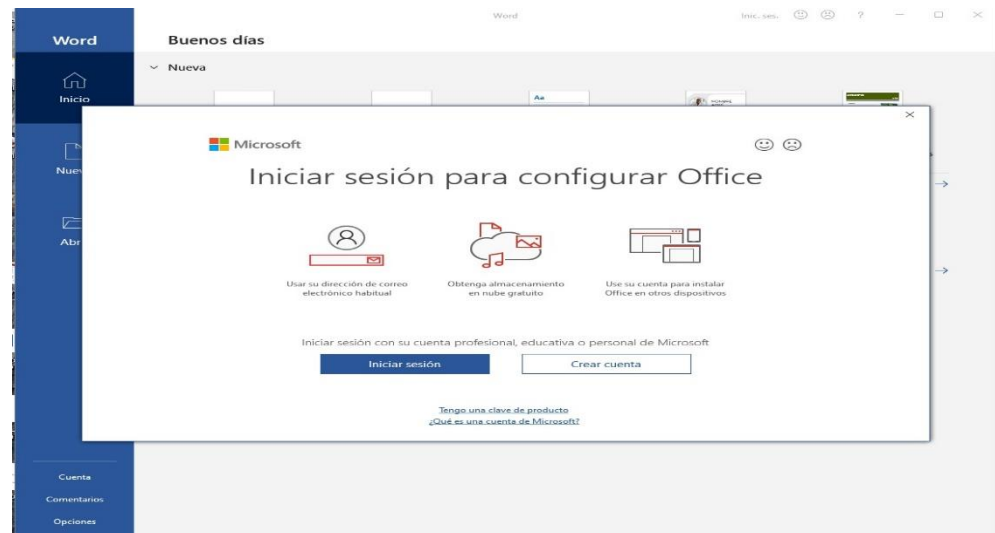 Word
Inic. ses.
?
Word
Buenos días
Nueva
Inicio
Aa
Microsoft
Iniciar sesión para configurar Office
Nue
Abr
Usar su dirección de correo
electrónico habitual
Obtenga almacenamiento
en nube gratuito
Use su cuenta para instalar
Office en otros dispositivos
Iniciar sesión con su cuenta profesional, educativa o personal de Microsoft
Iniciar sesión
Crear cuenta
Tengo una clave de producto
¿Qué es una cuenta de Microsoft?
Cuenta
Comentarios
Opciones